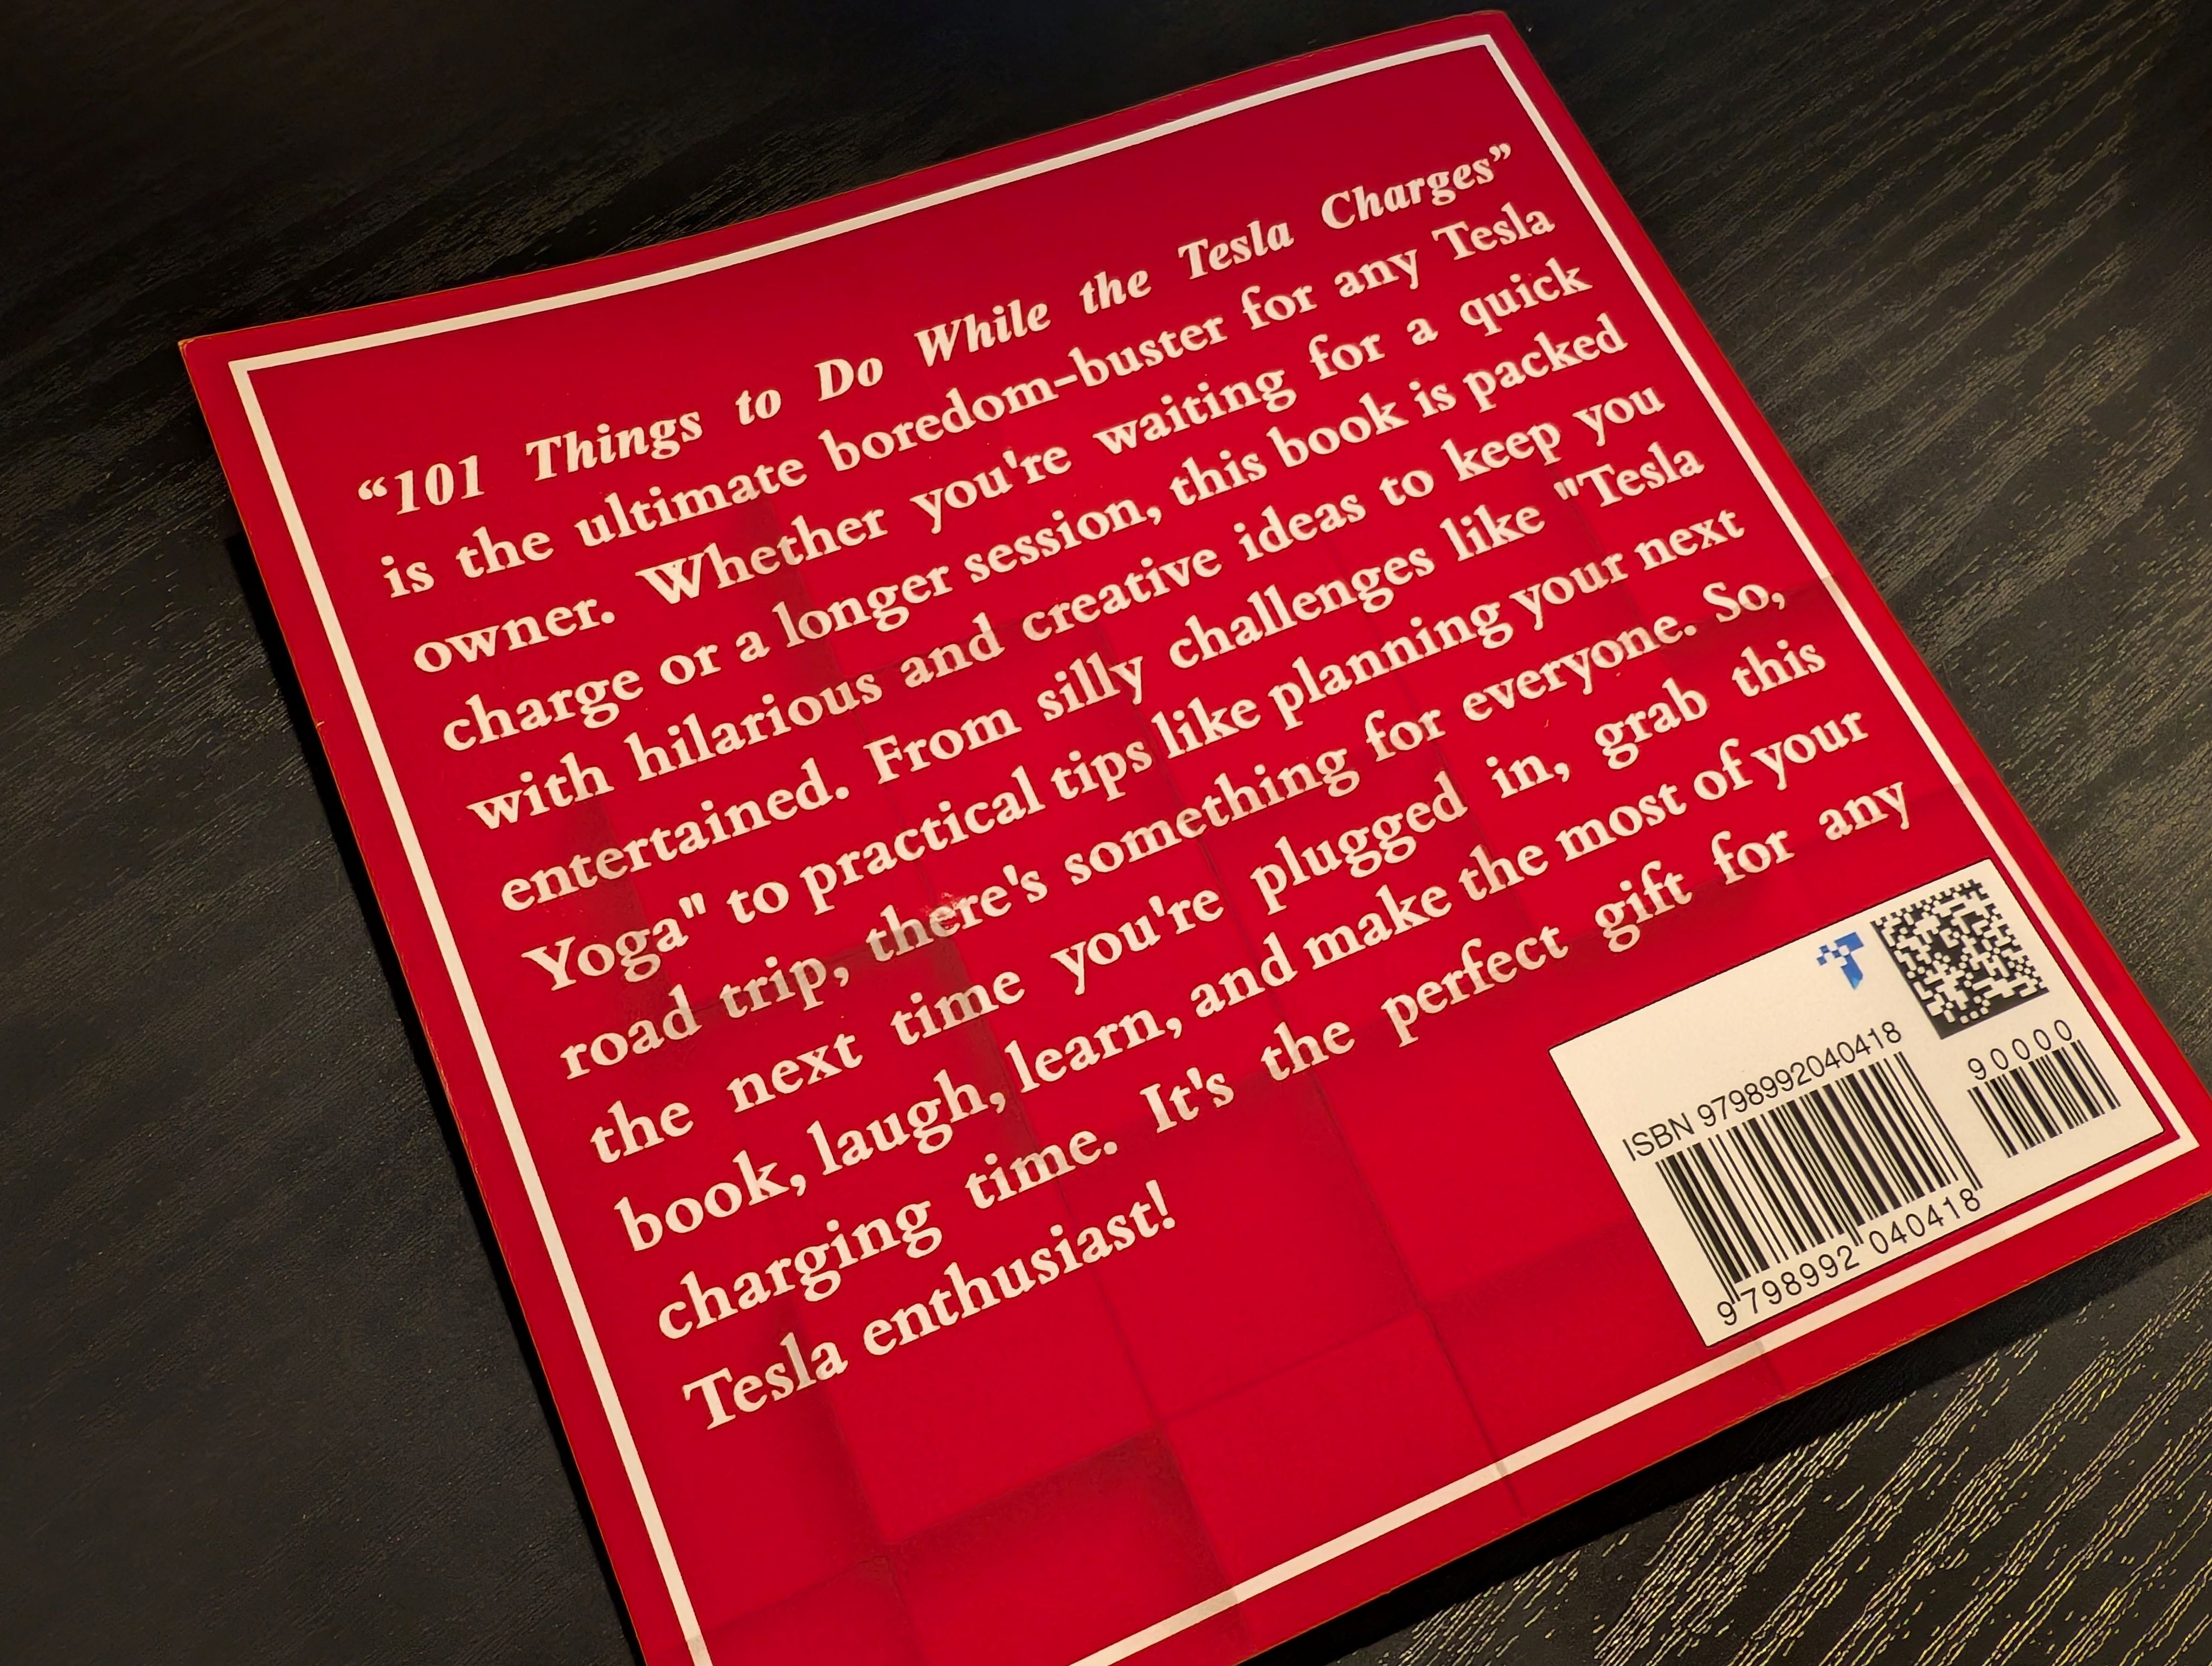 “101 Things to Do While the Tesla Charges”
is the ultimate boredom-buster for any Tesla
owner. Whether you're waiting for a quick
charge or a longer session, this book is packed
with hilarious and creative ideas to keep you
entertained. From silly challenges like "Tesla
Yoga" to practical tips like planning your next
road trip, there's something for everyone. So,
the next time you're plugged in, grab this
book, laugh, learn, and make the most of your
charging time. It's the perfect gift for any
Tesla enthusiast!
T
ISBN 9798992040418
90000
9 798992 040418